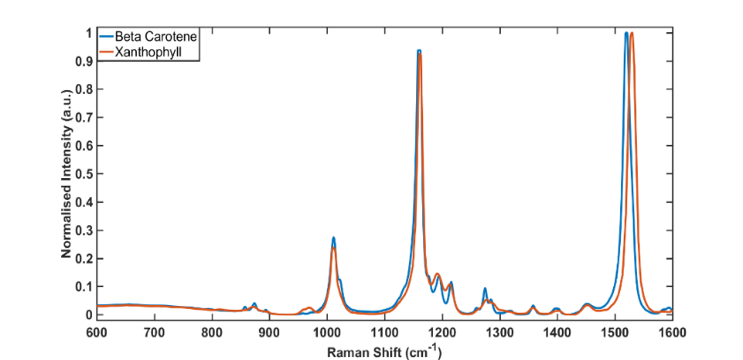 Beta Carotene
Xanthophyll
Normalised Intensity (a.u.)
1
0.9
0.8
0.7
0.6
0.5
0.4
0.3
0.2
0.1
0
600 700 800 900 1000 1100 1200 1300 1400 1500 1600
Raman Shift (cm⁻¹)